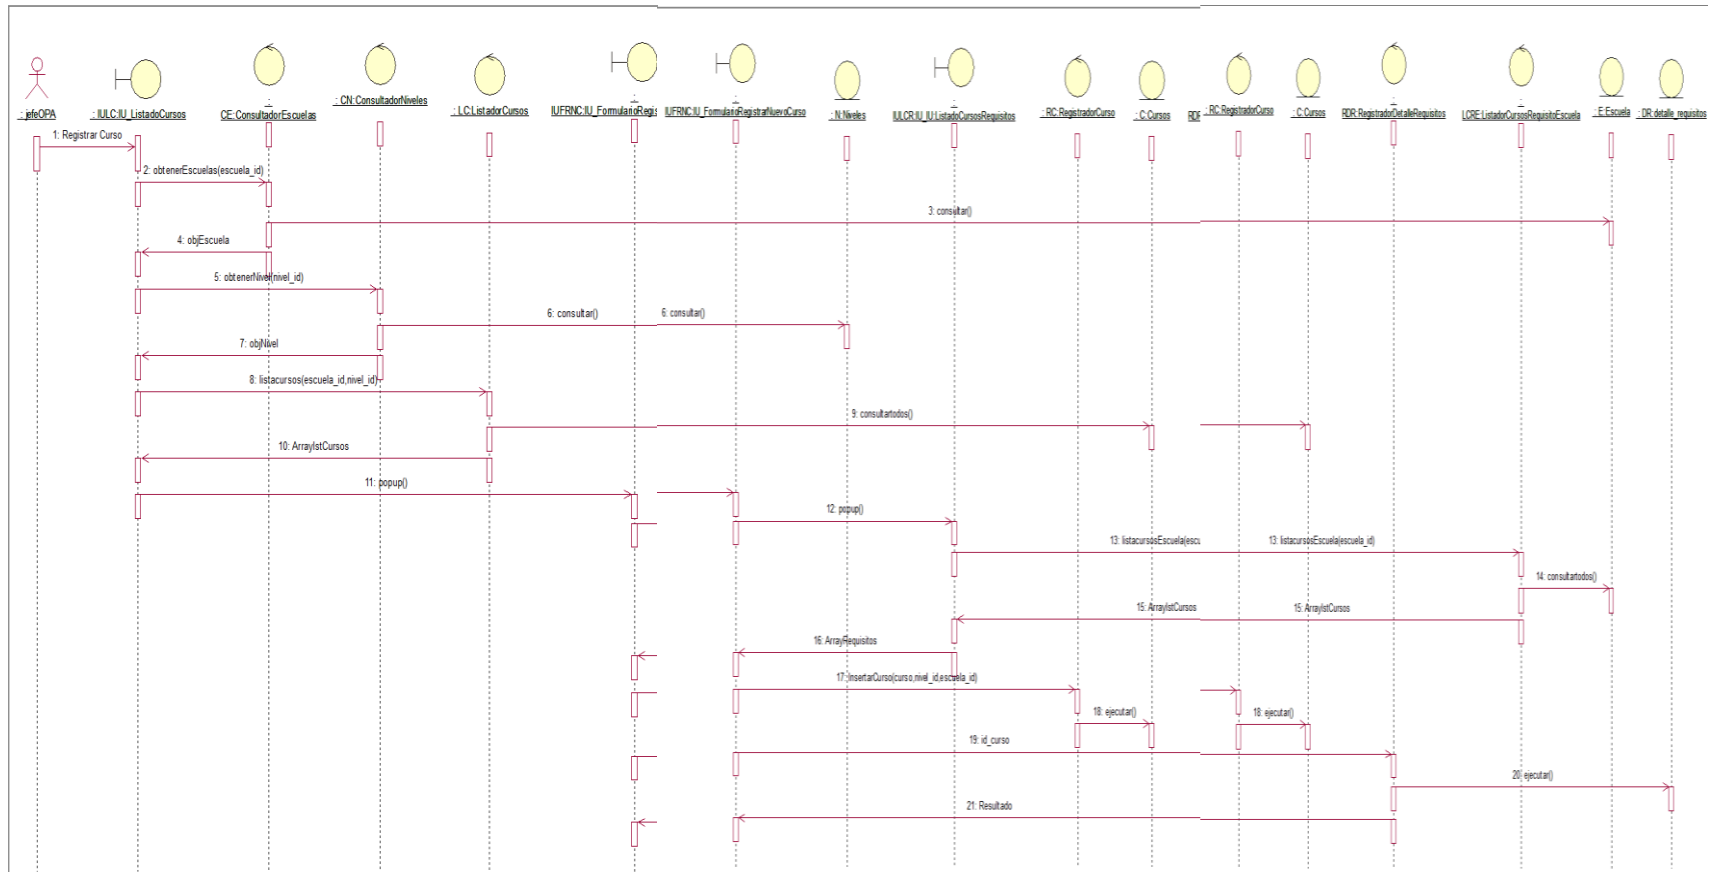 : jefeOPA
: IULC:IU_ListadoCursos
:
CE:ConsultadorEscuelas
: CN:ConsultadorNiveles
: LC:ListadorCursos
:
IUFRNC:IU_FormularioRegis
:
IUFRNC:IU_FormularioRegistrarNuevoCurso
: N:Niveles
:
IULCR:IU_IU:ListadoCursosRequisitos
: RC:RegistradorCurso
: C:Cursos
RDR
: RC:RegistradorCurso
: C:Cursos
:
RDR:RegistradorDetalleRequisitos
:
LCRE:ListadorCursosRequisitoEscuela
: E:Escuela
: DR:detalle_requisitos
1: Registrar Curso
2: obtenerEscuelas(escuela_id)
3: consultar()
4: objEscuela
5: obtenerNivel(nivel_id)
6: consultar()
6: consultar()
7: objNivel
8: listacursos(escuela_id,nivel_id)
9: consultartodos()
10: ArraylstCursos
11: popup()
12: popup()
13: listacursosEscuela(escu
13: listacursosEscuela(escuela_id)
14: consultartodos()
15: ArraylstCursos
15: ArraylstCursos
16: ArrayRequisitos
17: InsertarCurso(curso,nivel_id,escuela_id)
18: ejecutar()
18: ejecutar()
19: id_curso
20: ejecutar()
21: Resultado